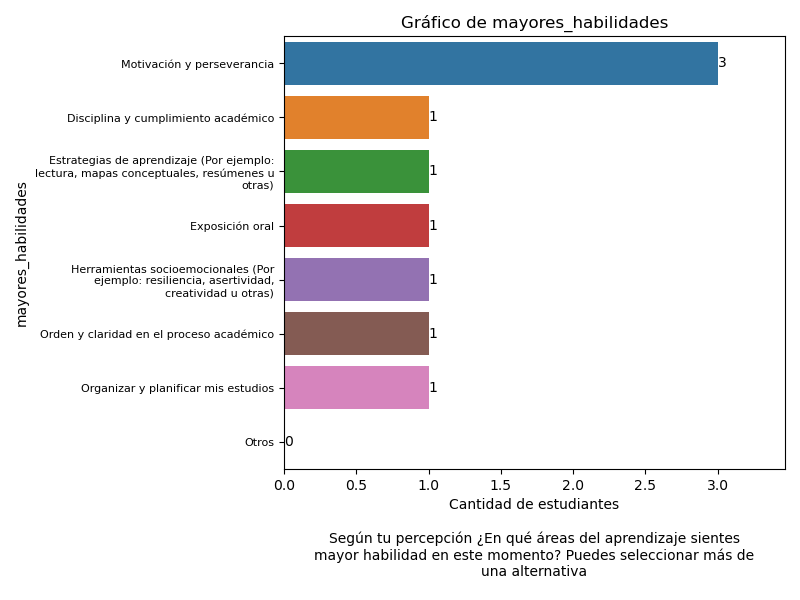 Gráfico de mayores_habilidades
mayores_habilidades
Motivación y perseverancia
3
Disciplina y cumplimiento académico
1
Estrategias de aprendizaje (Por ejemplo:
lectura, mapas conceptuales, resúmenes u
otras)
1
Exposición oral
1
Herramientas socioemocionales (Por
ejemplo: resiliencia, asertividad,
creatividad u otras)
1
Orden y claridad en el proceso académico
1
Organizar y planificar mis estudios
1
Otros
0
0.0 0.5 1.0 1.5 2.0 2.5 3.0
Cantidad de estudiantes
Según tu percepción ¿En qué áreas del aprendizaje sientes
mayor habilidad en este momento? Puedes seleccionar más de
una alternativa